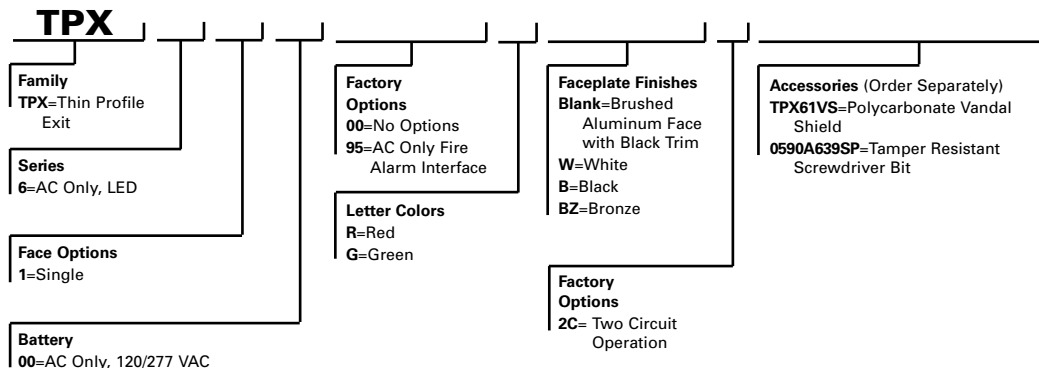 TPX
Family
TPX=Thin Profile
Exit
Series
6=AC Only, LED
Face Options
1=Single
Battery
00=AC Only, 120/277 VAC
Factory
Options
00=No Options
95=AC Only Fire
Alarm Interface
Letter Colors
R=Red
G=Green
Faceplate Finishes
Blank=Brushed
Aluminum Face
with Black Trim
W=White
B=Black
BZ=Bronze
Factory
Options
2C= Two Circuit
Operation
Accessories (Order Separately)
TPX61VS=Polycarbonate Vandal
Shield
0590A639SP=Tamper Resistant
Screwdriver Bit